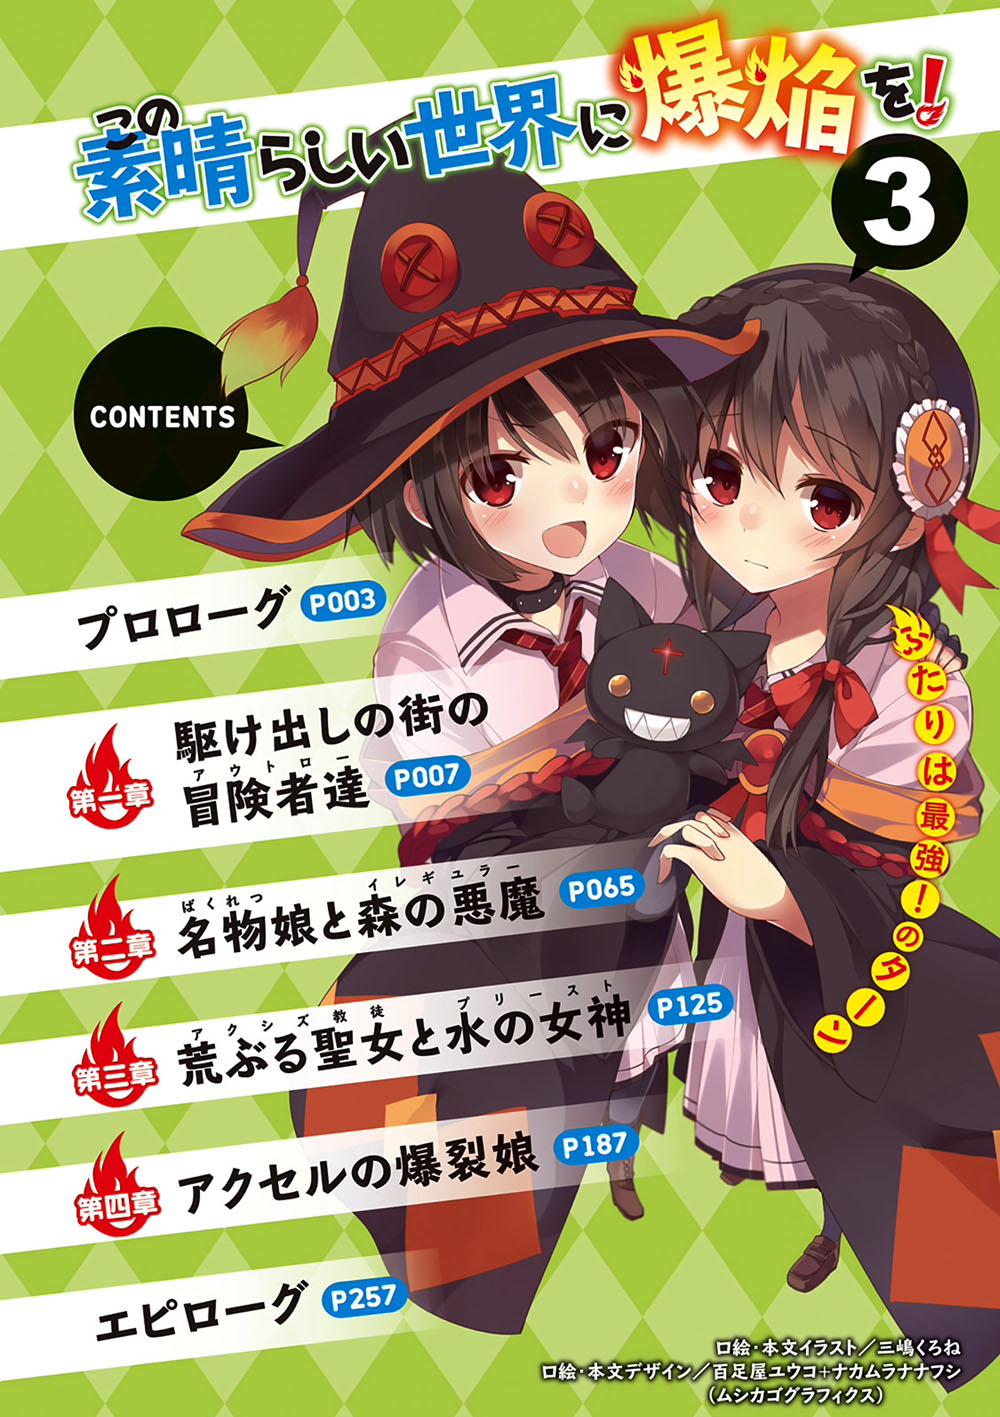 この
素晴らしい世界に爆焔を!
3
CONTENTS
プロローグ P003
第一章
駆け出しの街の
アウトロー
冒険者達 P007
第二章
ばくれつ イレギュラー
名物娘と森の悪魔 P065
第三章
アクシズ教徒 プリースト
荒ぶる聖女と水の女神 P125
第四章
アクセルの爆裂娘 P187
エピローグ P257
ふたりは最強!のターン
口絵・本文イラスト/三嶋くろね
口絵・本文デザイン/百足屋ユウコ+ナカムラナナフシ
(ムシカゴグラフィクス)